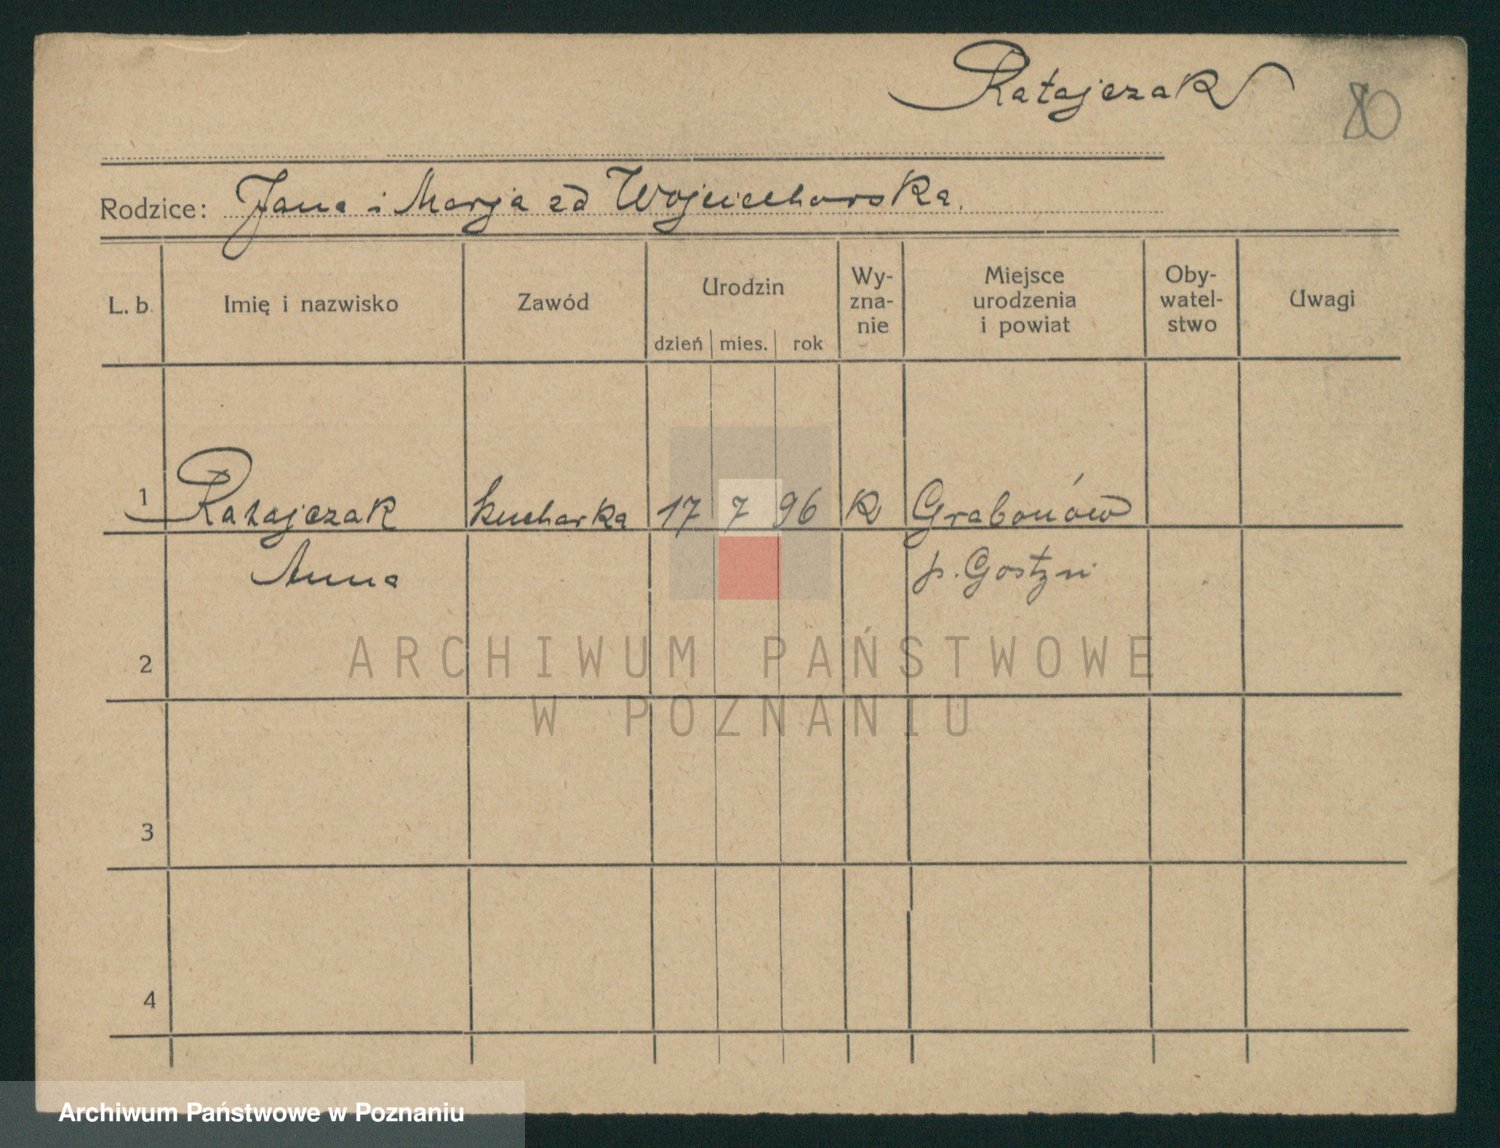 Ratajczak
80
Rodzice: Jana i Marja zd Wojciechowska.
L. b. Imię i nazwisko Zawód Urodzin dzień mies. rok Wy-zna-nie Miejsce urodzenia i powiat Oby-watel-stwo Uwagi
1 Ratajczak kucharka 17 7 96 K Grabonów
Anna p. Gostyń
2
ARCHIWUM PAŃSTWOWE
W POZNANIU
3
4
Archiwum Państwowe w Poznaniu